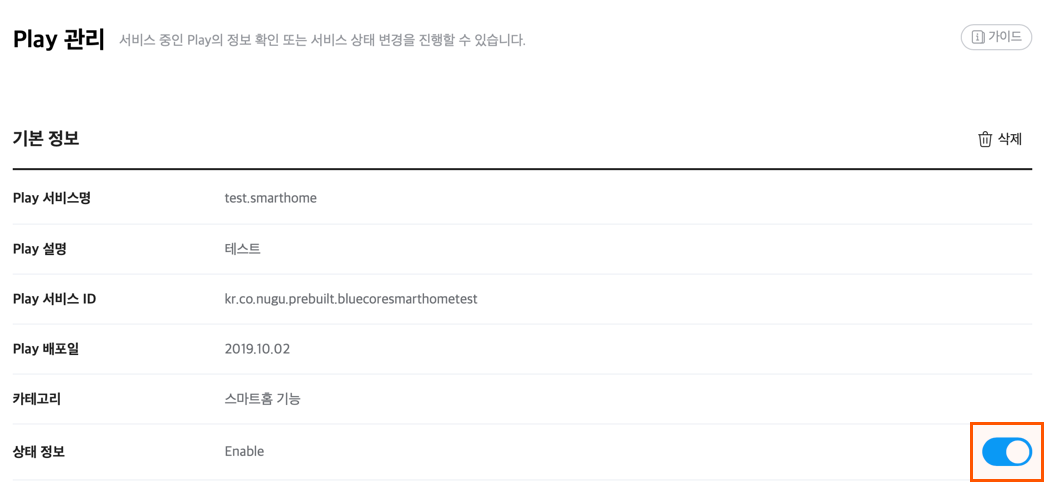 Play 관리 서비스 중인 Play의 정보 확인 또는 서비스 상태 변경을 진행할 수 있습니다. 가이드
기본 정보 삭제
Play 서비스명 test.smarthome
Play 설명 테스트
Play 서비스 ID kr.co.nugu.prebuilt.bluecoresmarthometest
Play 배포일 2019.10.02
카테고리 스마트홈 기능
상태 정보 Enable